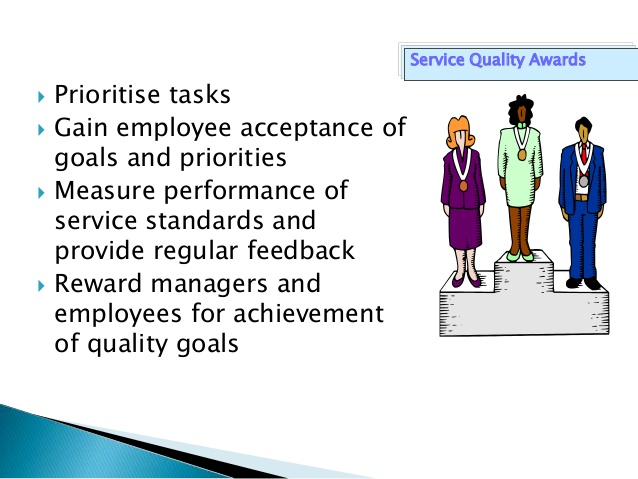 Service Quality Awards
Prioritise tasks
Gain employee acceptance of
goals and priorities
Measure performance of
service standards and
provide regular feedback
Reward managers and
employees for achievement
of quality goals